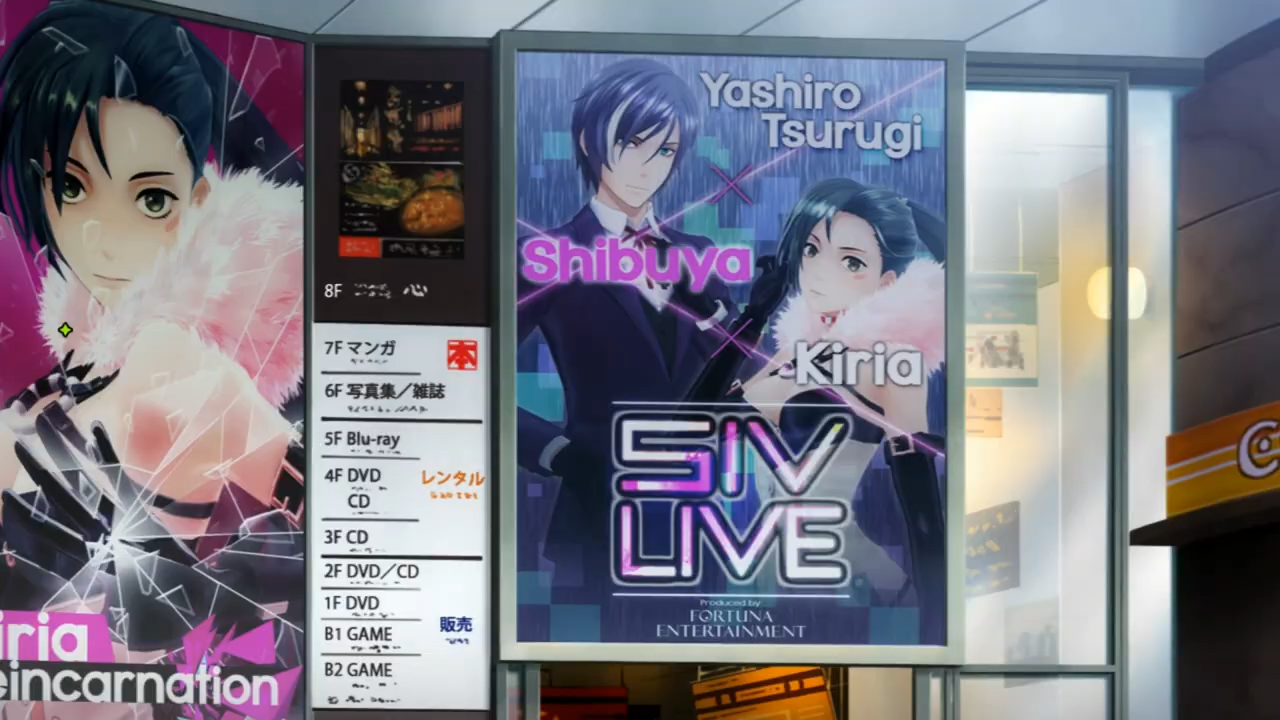 iria
eincarnation
8F
心
7F マンガ
本
6F 写真集／雑誌
5F Blu-ray
4F DVD
CD
レンタル
3F CD
2F DVD／CD
1F DVD
販売
B1 GAME
B2 GAME
Yashiro
Tsurugi
×
Shibuya
×
Kiria
SIV
LIVE
Produced by
FORTUNA
ENTERTAINMENT